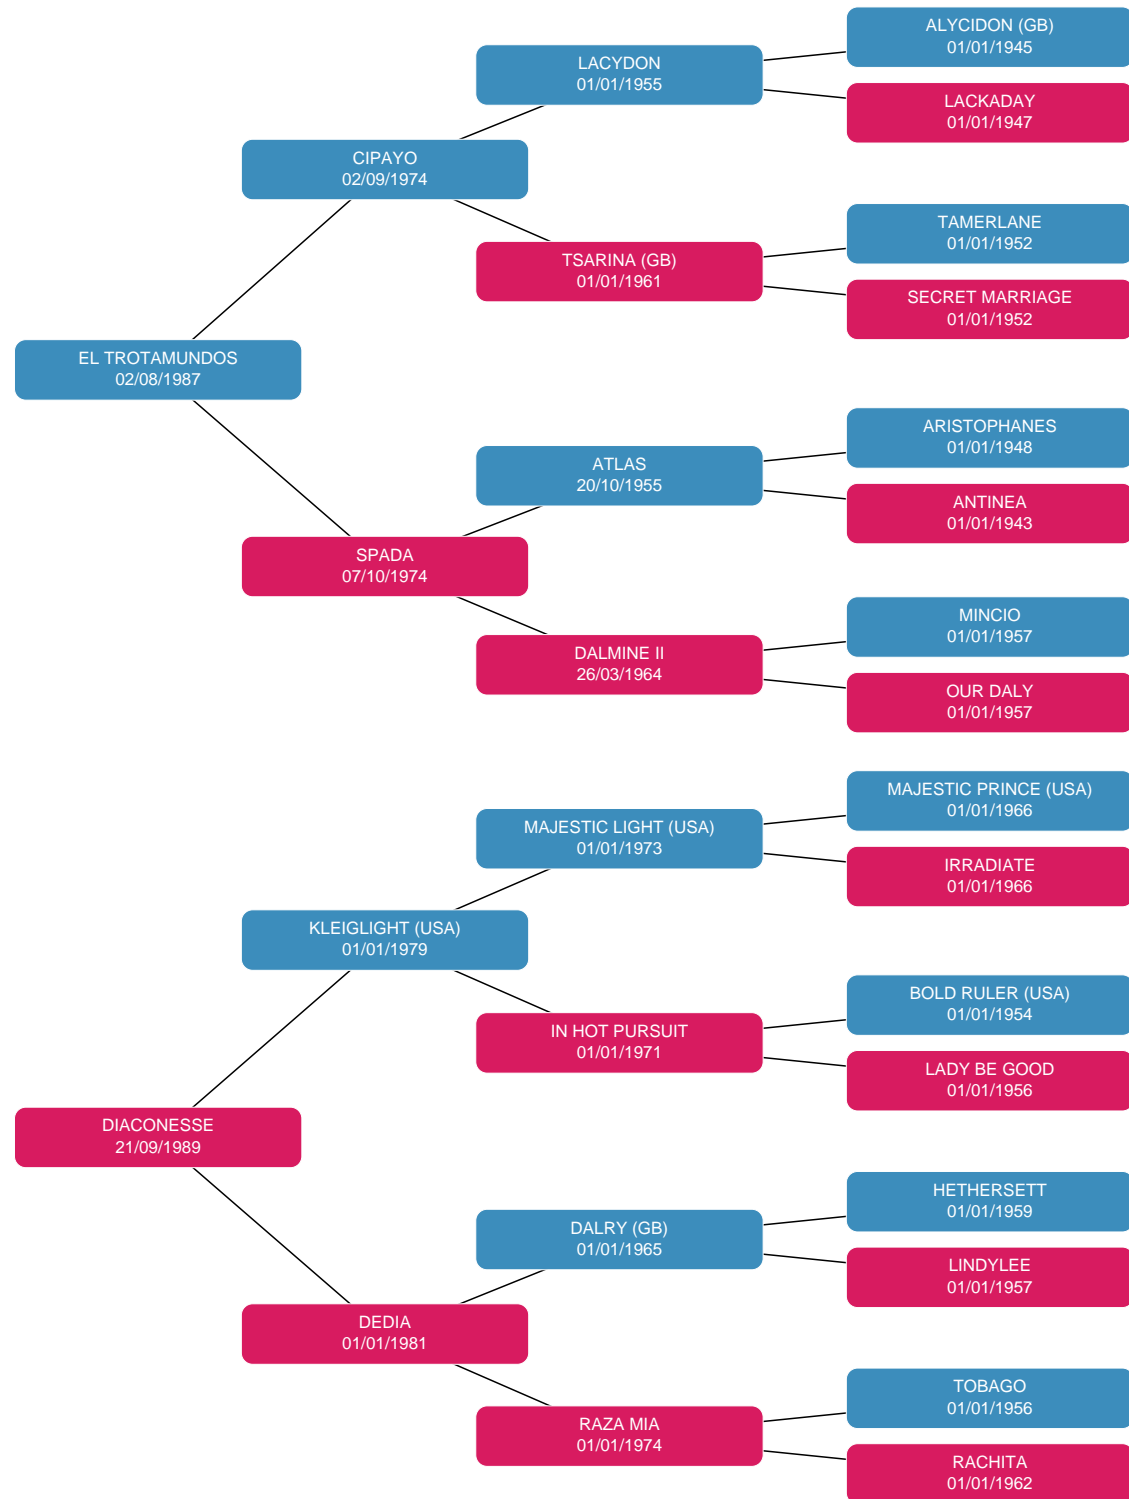 ALYCIDON (GB)
01/01/1945
LACYDON
01/01/1955
LACKADAY
01/01/1947
CIPAYO
02/09/1974
TAMERLANE
01/01/1952
TSARINA (GB)
01/01/1961
SECRET MARRIAGE
01/01/1952
EL TROTAMUNDOS
02/08/1987
ARISTOPHANES
01/01/1948
ATLAS
20/10/1955
ANTINEA
01/01/1943
SPADA
07/10/1974
MINCIO
01/01/1957
DALMINE II
26/03/1964
OUR DALY
01/01/1957
MAJESTIC PRINCE (USA)
01/01/1966
MAJESTIC LIGHT (USA)
01/01/1973
IRRADIATE
01/01/1966
KLEIGLIGHT (USA)
01/01/1979
BOLD RULER (USA)
01/01/1954
IN HOT PURSUIT
01/01/1971
LADY BE GOOD
01/01/1956
DIACONESSE
21/09/1989
HETHERSETT
01/01/1959
DALRY (GB)
01/01/1965
LINDYLEE
01/01/1957
DEDIA
01/01/1981
TOBAGO
01/01/1956
RAZA MIA
01/01/1974
RACHITA
01/01/1962